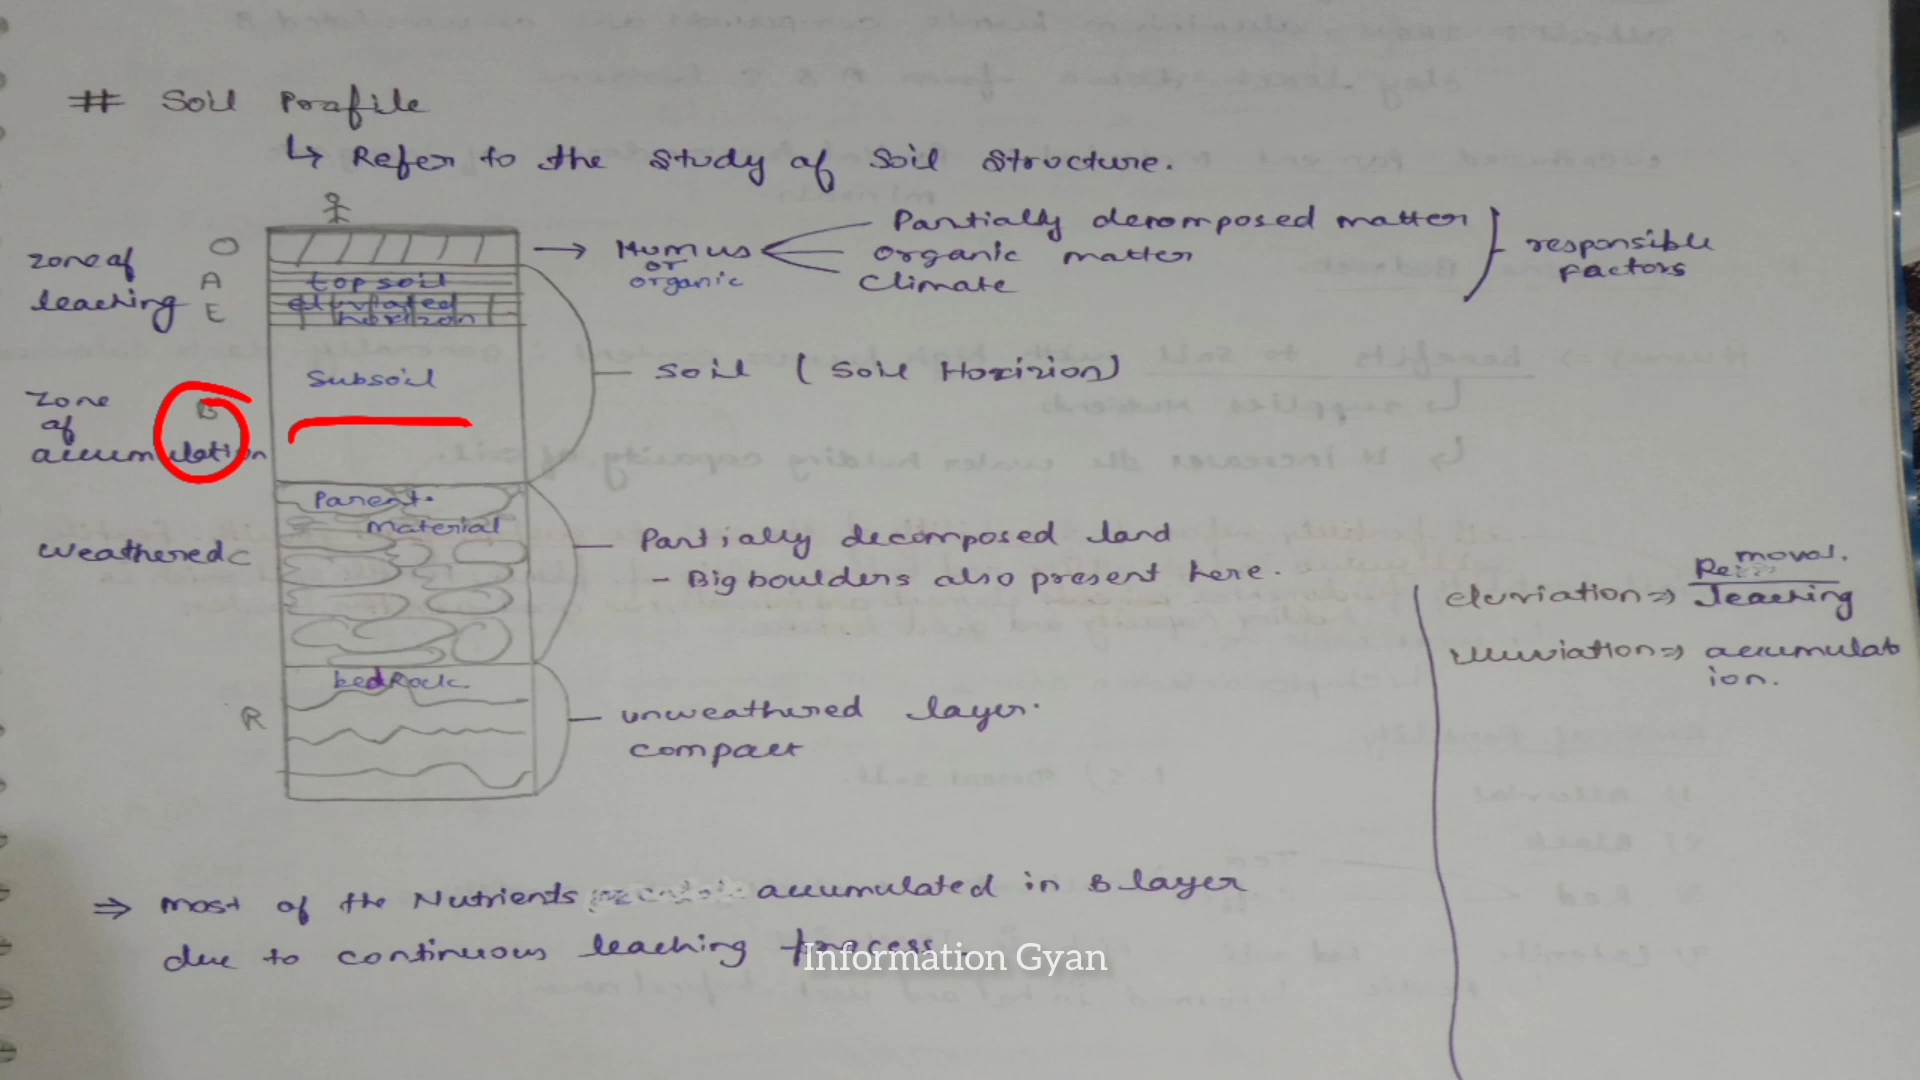 # Soil Profile
↳ Refer to the study of soil structure.
O
zone of
leaching
A
E
top soil
eluviated
horizon
→ Humus
or
organic
Partially decomposed matter
organic matter
Climate
responsible
factors
Subsoil
soil ( Soil Horizion)
zone
of
accumulation
B
Parent
material
weathered C
Partially decomposed land
- Big boulders also present here.
bedRock
R
unweathered layer.
compact
eluviation => Removal.
leaching
illuviation => accumulat
ion.
⇒ most of the Nutrients accumulated in B layer
due to continuous leaching process.
Information Gyan